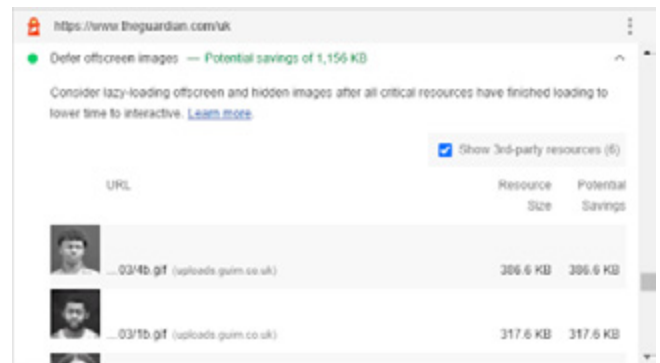 https://www.theguardian.com/uk
Defer offscreen images — Potential savings of 1,156 KB
Consider lazy-loading offscreen and hidden images after all critical resources have finished loading to
lower time to interactive. Learn more.
Show 3rd-party resources (6)
URL Resource Size Potential Savings
...03/4b.gif (uploads.guim.co.uk) 386.6 KB 386.6 KB
...03/1b.gif (uploads.guim.co.uk) 317.6 KB 317.6 KB